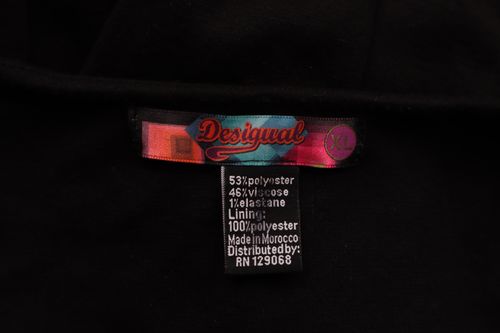 Desigual
XL
53%polyester
46%viscose
1%elastane
Lining:
100%polyester
Made in Morocco
Distributed by:
RN 129068